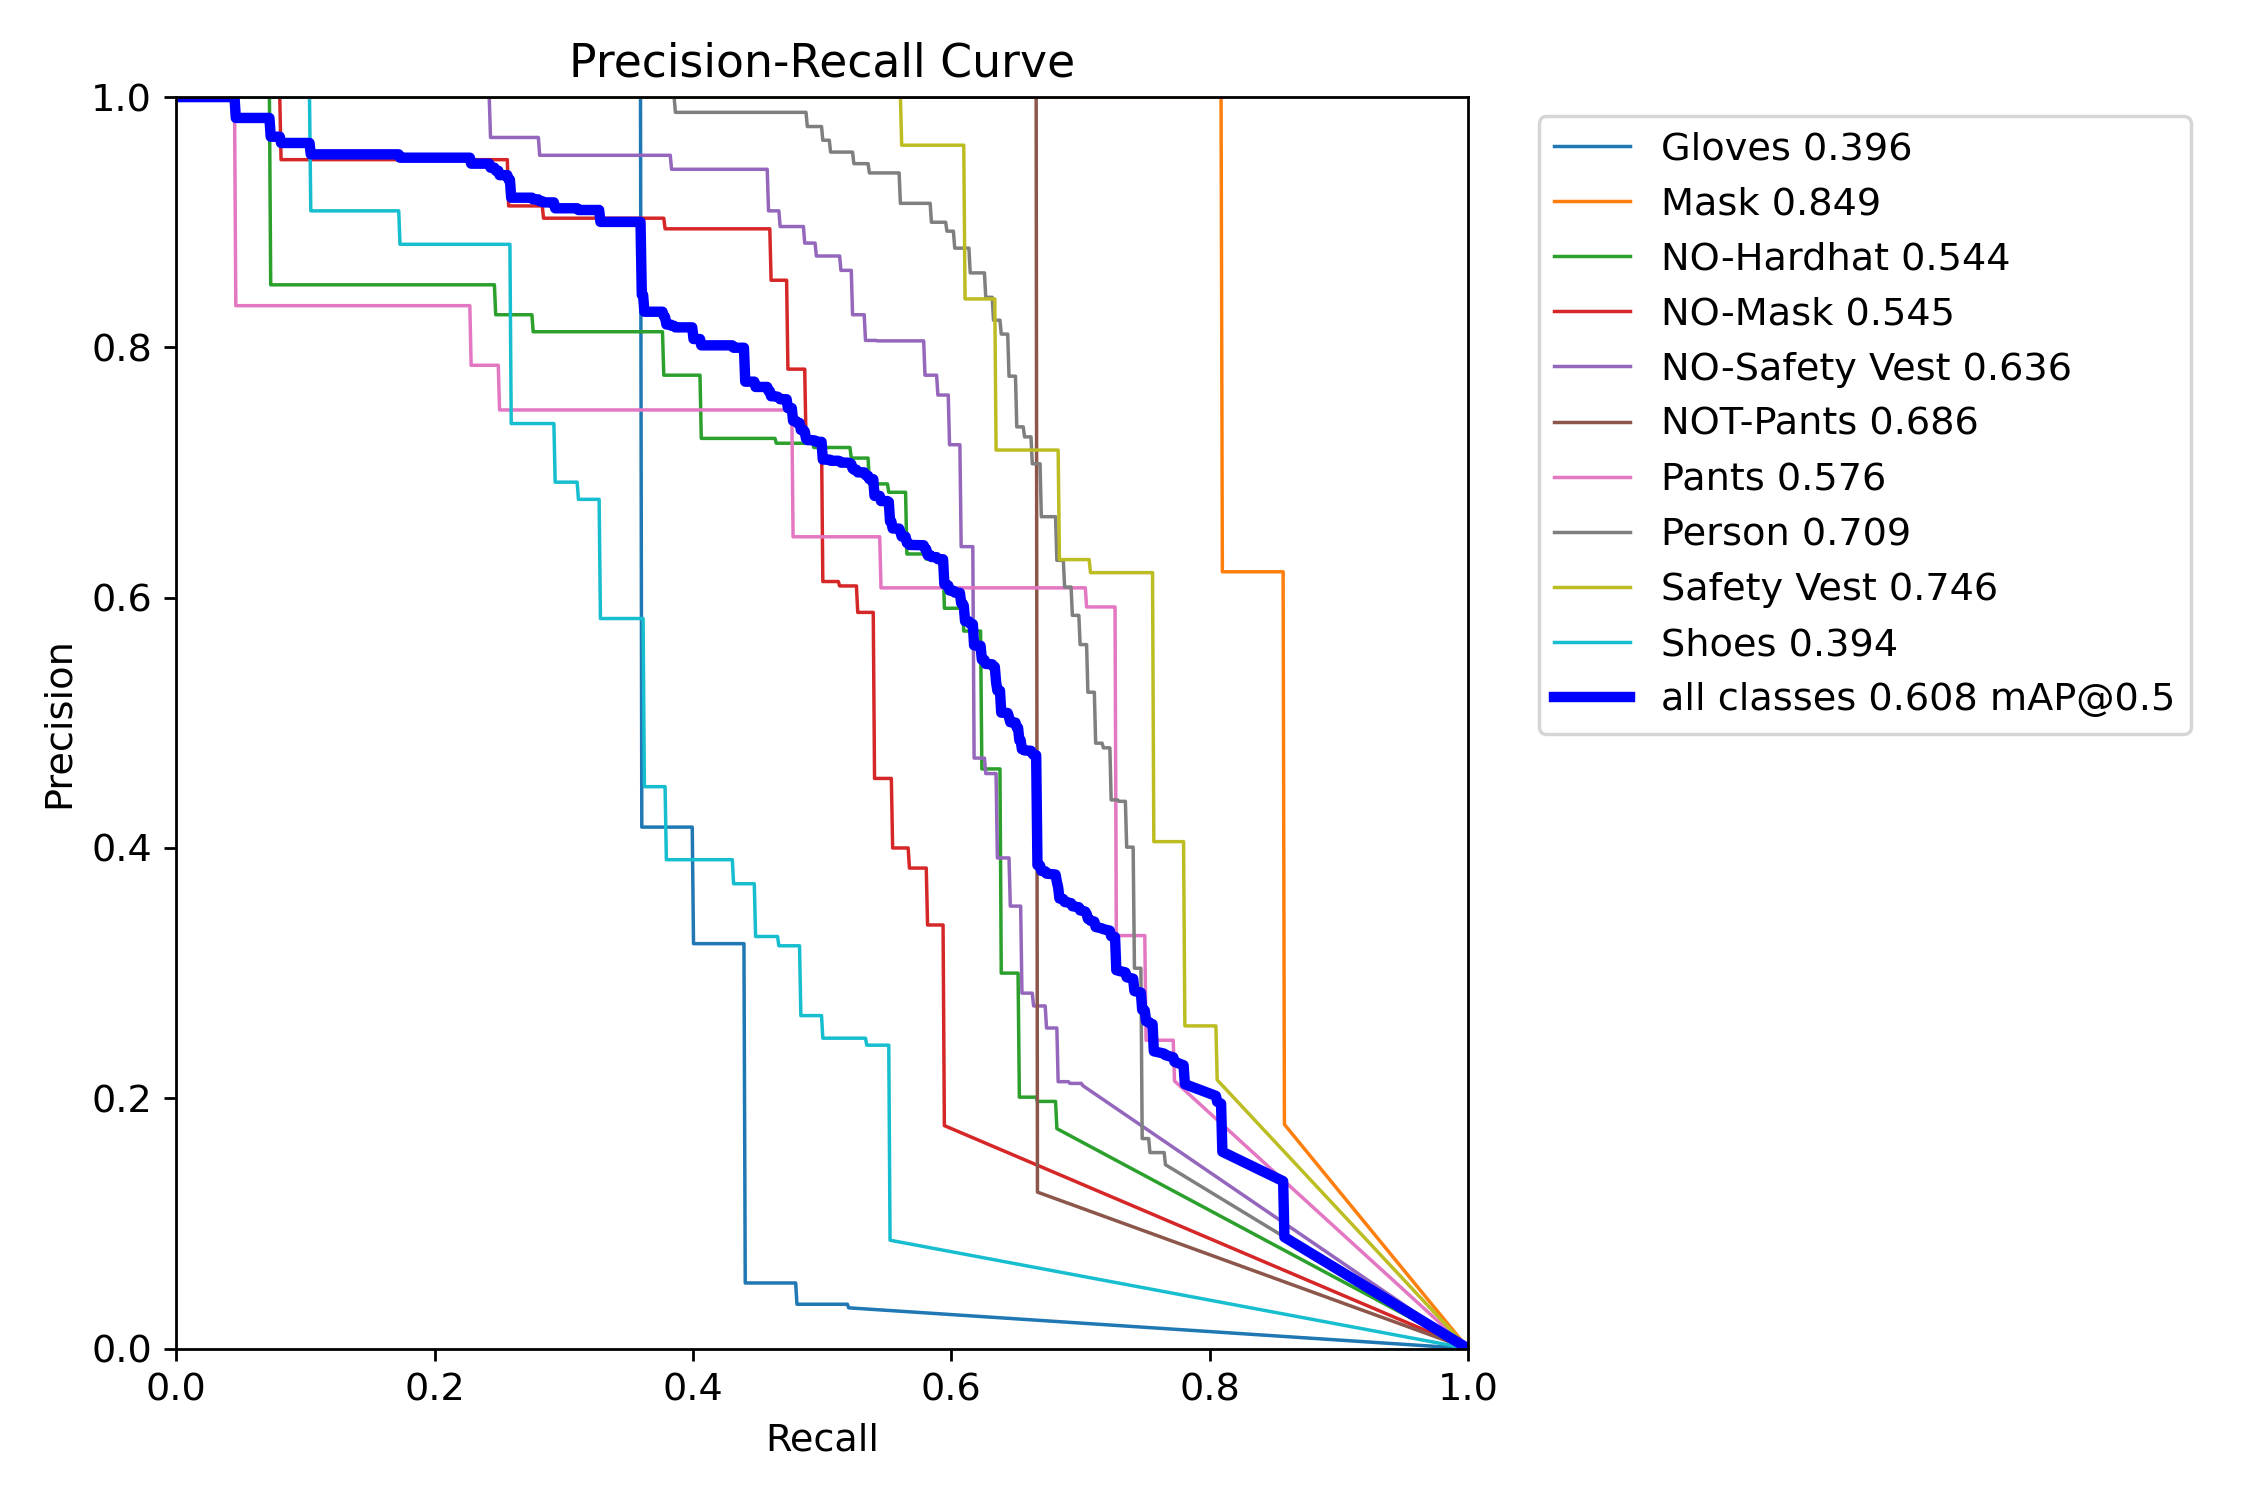 Precision-Recall Curve
1.0
0.8
0.6
0.4
0.2
0.0
Precision
0.0 0.2 0.4 0.6 0.8 1.0
Recall
Gloves 0.396
Mask 0.849
NO-Hardhat 0.544
NO-Mask 0.545
NO-Safety Vest 0.636
NOT-Pants 0.686
Pants 0.576
Person 0.709
Safety Vest 0.746
Shoes 0.394
all classes 0.608 mAP@0.5